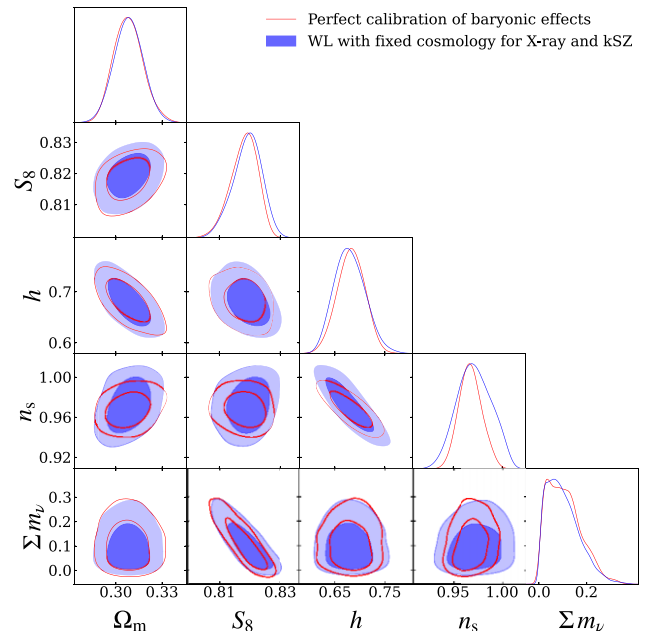 Perfect calibration of baryonic effects
WL with fixed cosmology for X-ray and kSZ
0.83
0.82
0.81
S₈
0.7
0.6
h
1.00
0.96
0.92
nₛ
0.3
0.2
0.1
0.0
Σmᵥ
0.30 0.33 0.81 0.83 0.65 0.75 0.95 1.00 0.0 0.2
Ωₘ S₈ h nₛ Σmᵥ